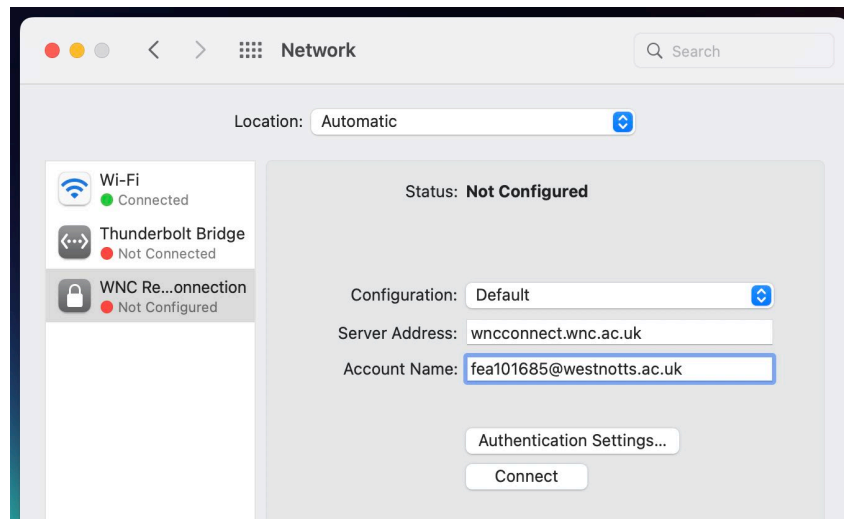 Network
Search
Location: Automatic
Wi-Fi
Connected
Thunderbolt Bridge
Not Connected
WNC Re...onnection
Not Configured
Status: Not Configured
Configuration: Default
Server Address: wncconnect.wnc.ac.uk
Account Name: fea101685@westnotts.ac.uk
Authentication Settings...
Connect